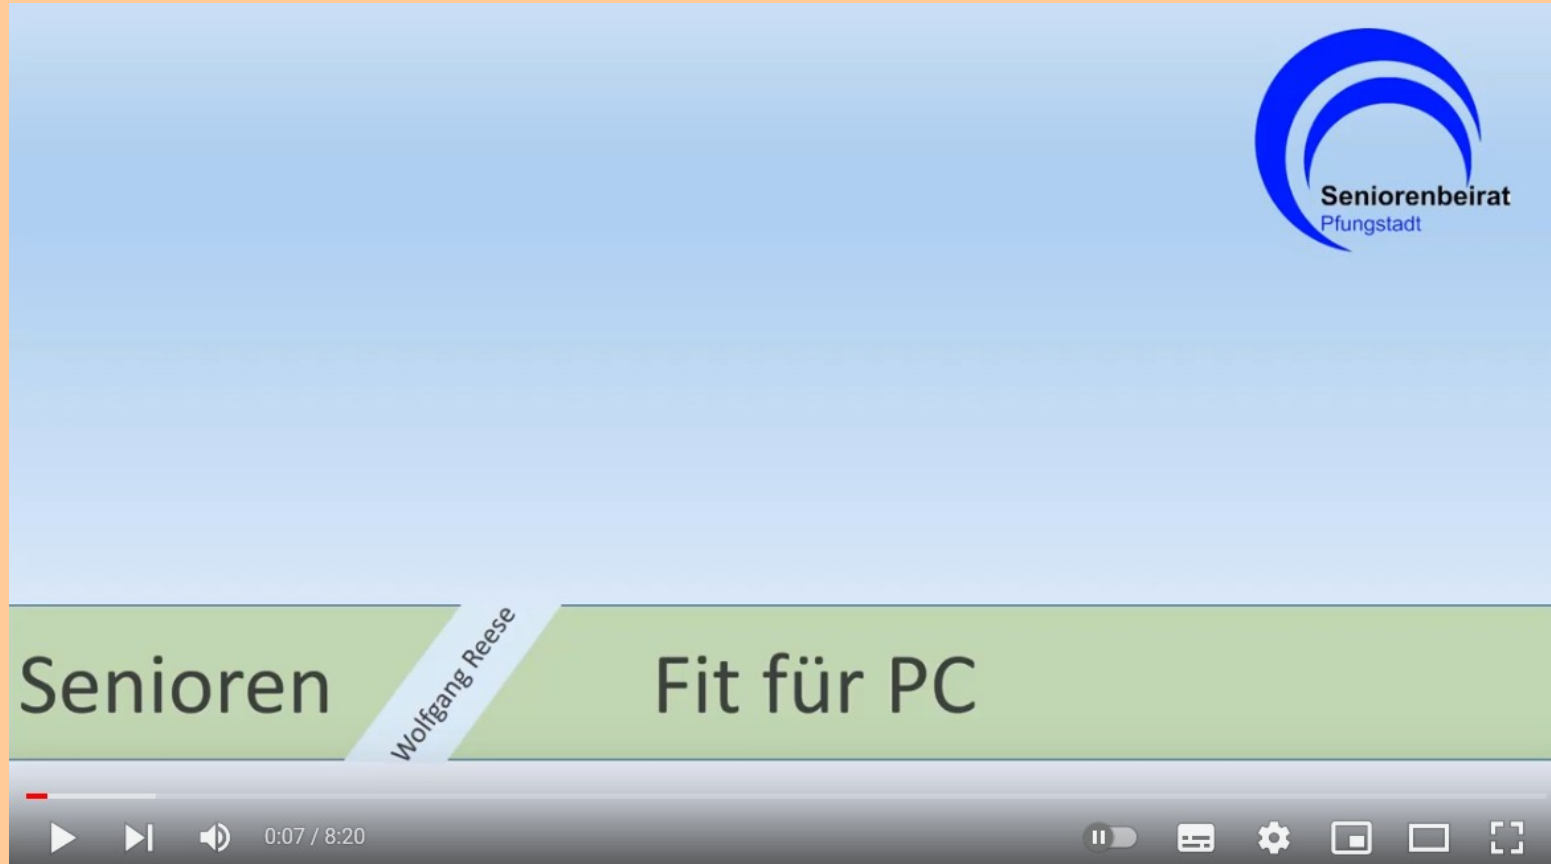 Seniorenbeirat
Pfungstadt
Senioren
Wolfgang Reese
Fit für PC
0:07 / 8:20